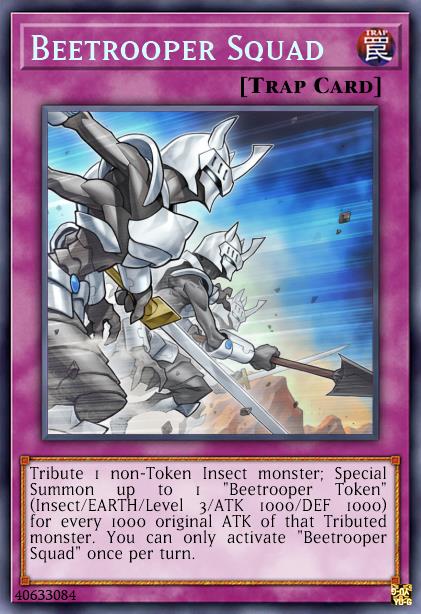 Beetrooper Squad
TRAP
罠
[Trap Card]
Tribute 1 non-Token Insect monster; Special
Summon up to 1 "Beetrooper Token"
(Insect/EARTH/Level 3/ATK 1000/DEF 1000)
for every 1000 original ATK of that Tributed
monster. You can only activate "Beetrooper
Squad" once per turn.
40633084